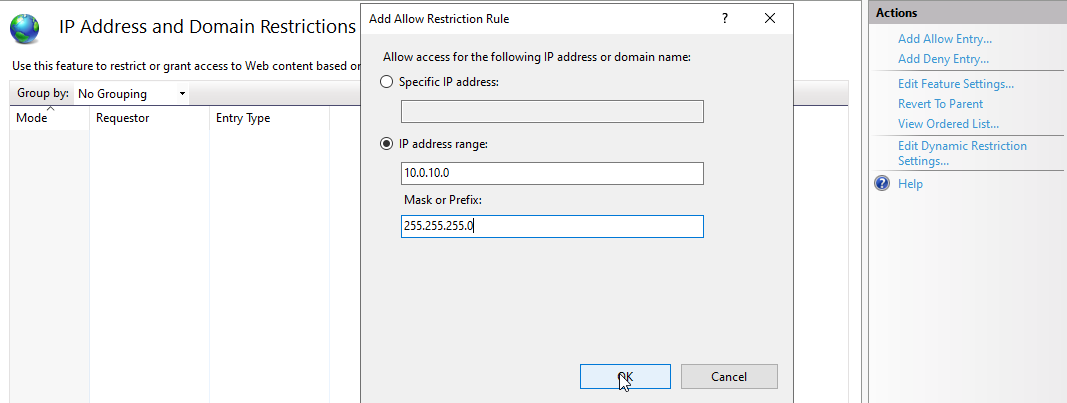 IP Address and Domain Restrictions
Use this feature to restrict or grant access to Web content based or
Group by: No Grouping
Mode Requestor Entry Type
Add Allow Restriction Rule ?
Allow access for the following IP address or domain name:
Specific IP address:
IP address range:
10.0.10.0
Mask or Prefix:
255.255.255.0
OK Cancel
Actions
Add Allow Entry...
Add Deny Entry...
Edit Feature Settings...
Revert To Parent
View Ordered List...
Edit Dynamic Restriction
Settings...
Help